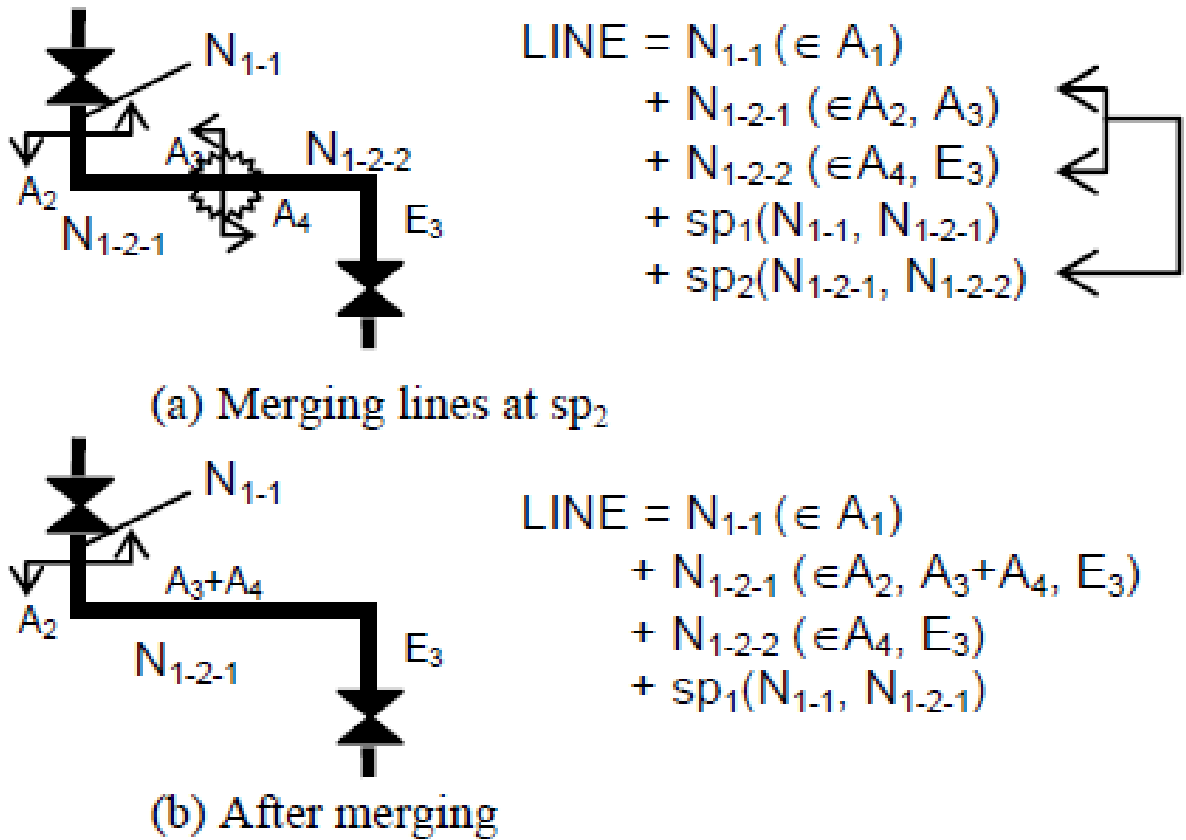 N₁₋₁
A₂
A₃
N₁₋₂₋₂
A₄
E₃
N₁₋₂₋₁
LINE = N₁₋₁ (∈ A₁)
+ N₁₋₂₋₁ (∈A₂, A₃)
+ N₁₋₂₋₂ (∈A₄, E₃)
+ sp₁(N₁₋₁, N₁₋₂₋₁)
+ sp₂(N₁₋₂₋₁, N₁₋₂₋₂)
(a) Merging lines at sp₂
N₁₋₁
A₃+A₄
A₂
N₁₋₂₋₁
E₃
LINE = N₁₋₁ (∈ A₁)
+ N₁₋₂₋₁ (∈A₂, A₃+A₄, E₃)
+ N₁₋₂₋₂ (∈A₄, E₃)
+ sp₁(N₁₋₁, N₁₋₂₋₁)
(b) After merging